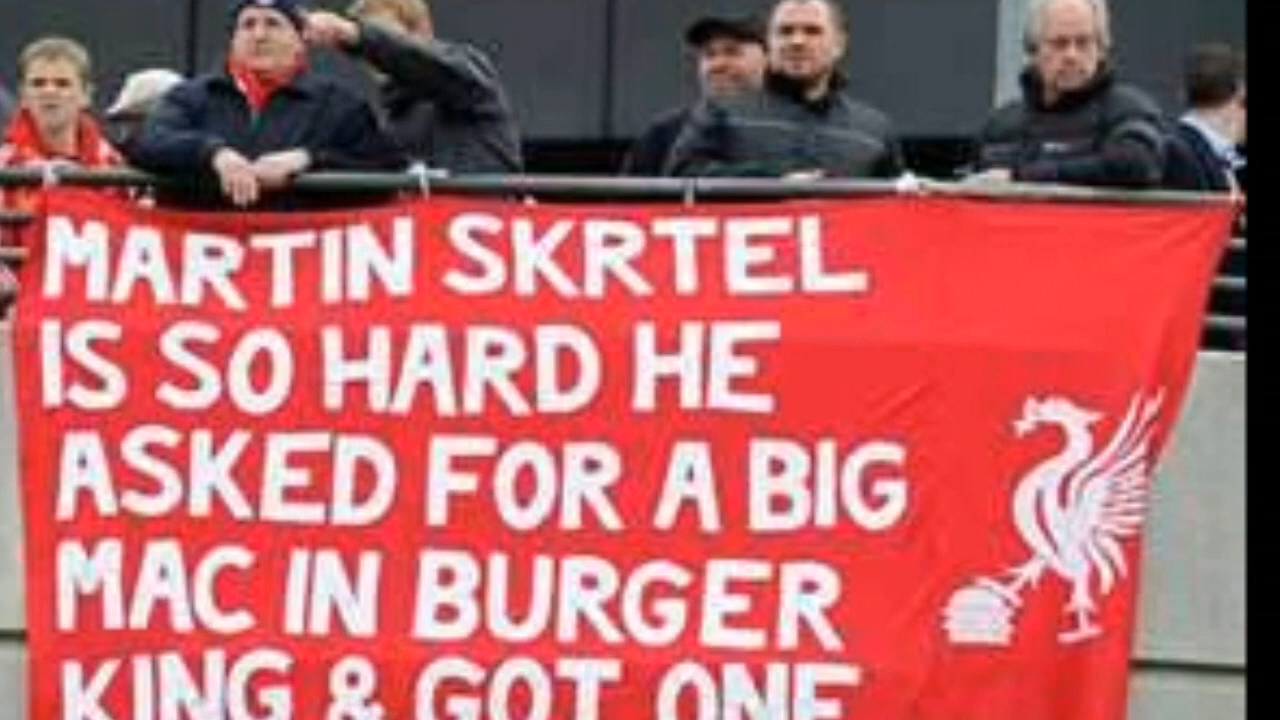 MARTIN SKRTEL
IS SO HARD HE
ASKED FOR A BIG
MAC IN BURGER
KING & GOT ONE